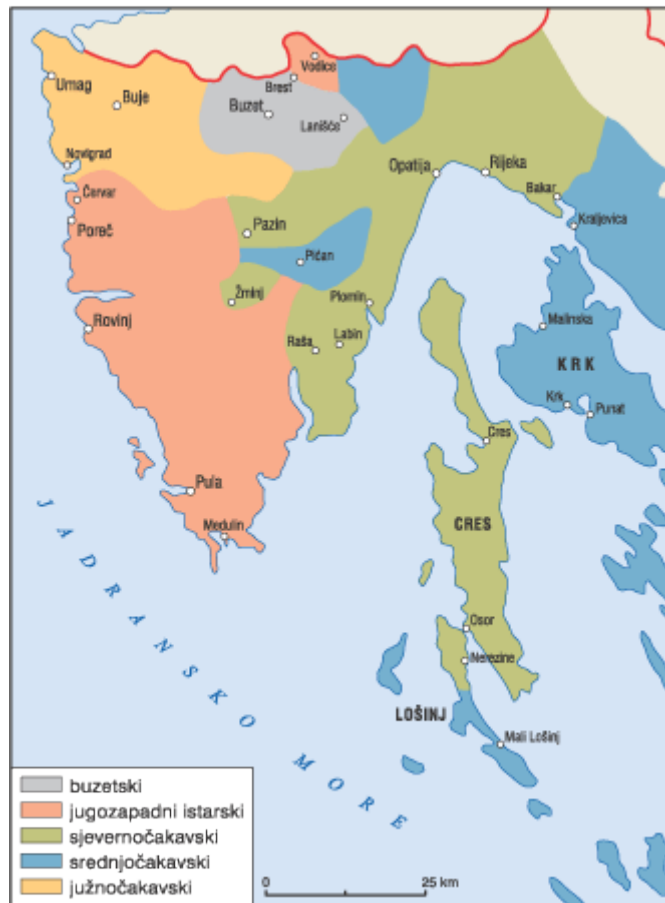 Umag
Buje
Vodice
Brest
Buzet
Lanišće
Novigrad
Červar
Poreč
Opatija
Rijeka
Bakar
Kraljevica
Pazin
Pićan
Žminj
Plomin
Rovinj
Raša
Labin
Malinska
KRK
Krk
Punat
Cres
Pula
Medulin
CRES
Osor
Nerezine
LOŠINJ
Mali Lošinj
JADRANSKO MORE
buzetski
jugozapadni istarski
sjevernočakavski
srednjočakavski
južnočakavski
0 25 km